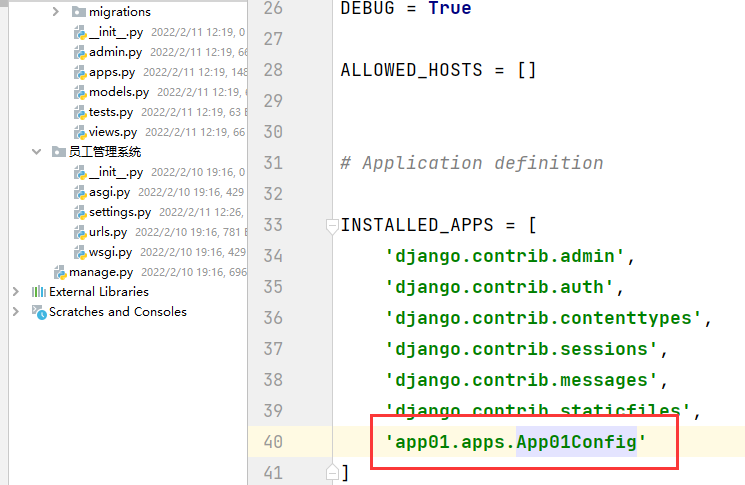 migrations
__init__.py 2022/2/11 12:19, 0
admin.py 2022/2/11 12:19, 66
apps.py 2022/2/11 12:19, 148
models.py 2022/2/11 12:19, 6
tests.py 2022/2/11 12:19, 63 B
views.py 2022/2/11 12:19, 66
员工管理系统
__init__.py 2022/2/10 19:16, 0
asgi.py 2022/2/10 19:16, 429
settings.py 2022/2/11 12:26,
urls.py 2022/2/10 19:16, 781 B
wsgi.py 2022/2/10 19:16, 429
manage.py 2022/2/10 19:16, 696
External Libraries
Scratches and Consoles
26 DEBUG = True
27
28 ALLOWED_HOSTS = []
29
30
31 # Application definition
32
33 INSTALLED_APPS = [
34 'django.contrib.admin',
35 'django.contrib.auth',
36 'django.contrib.contenttypes',
37 'django.contrib.sessions',
38 'django.contrib.messages',
39 'django.contrib.staticfiles',
40 'app01.apps.App01Config'
41 ]